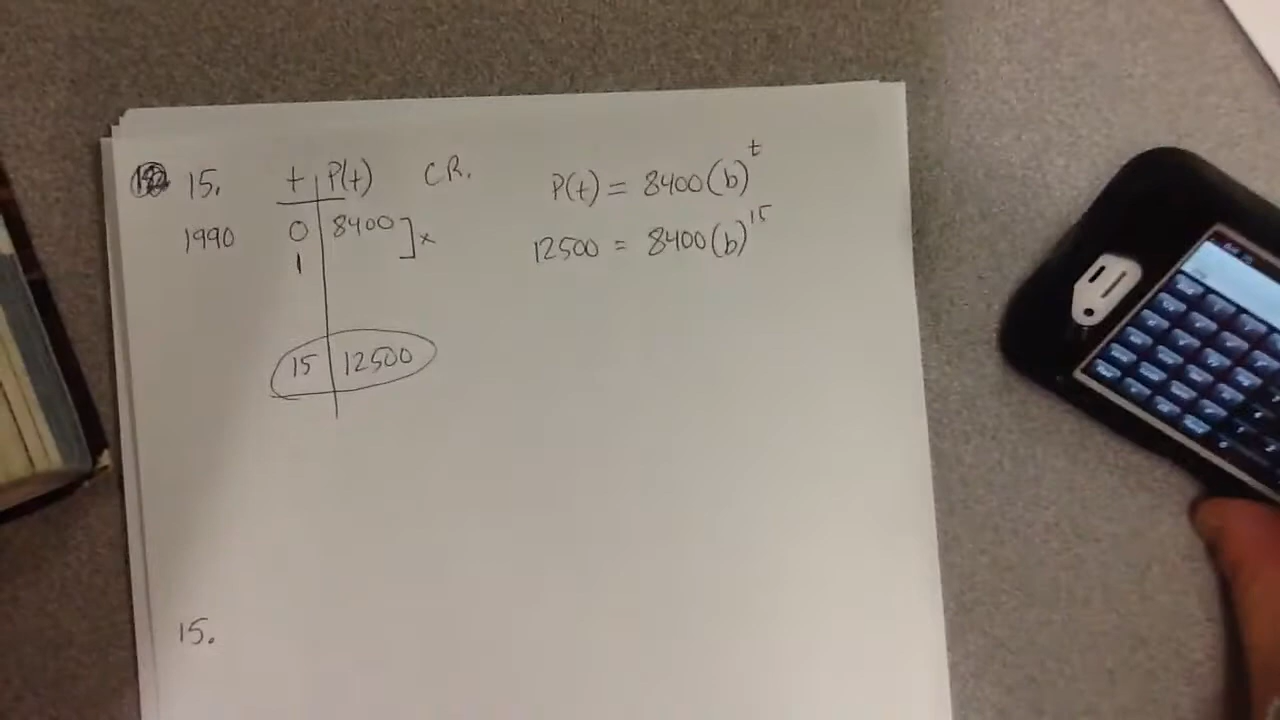 15. t P(t) C.R. P(t) = 8400(b)^t
1990 0 8400 ]x 12500 = 8400(b)^15
1
15 12500
15.